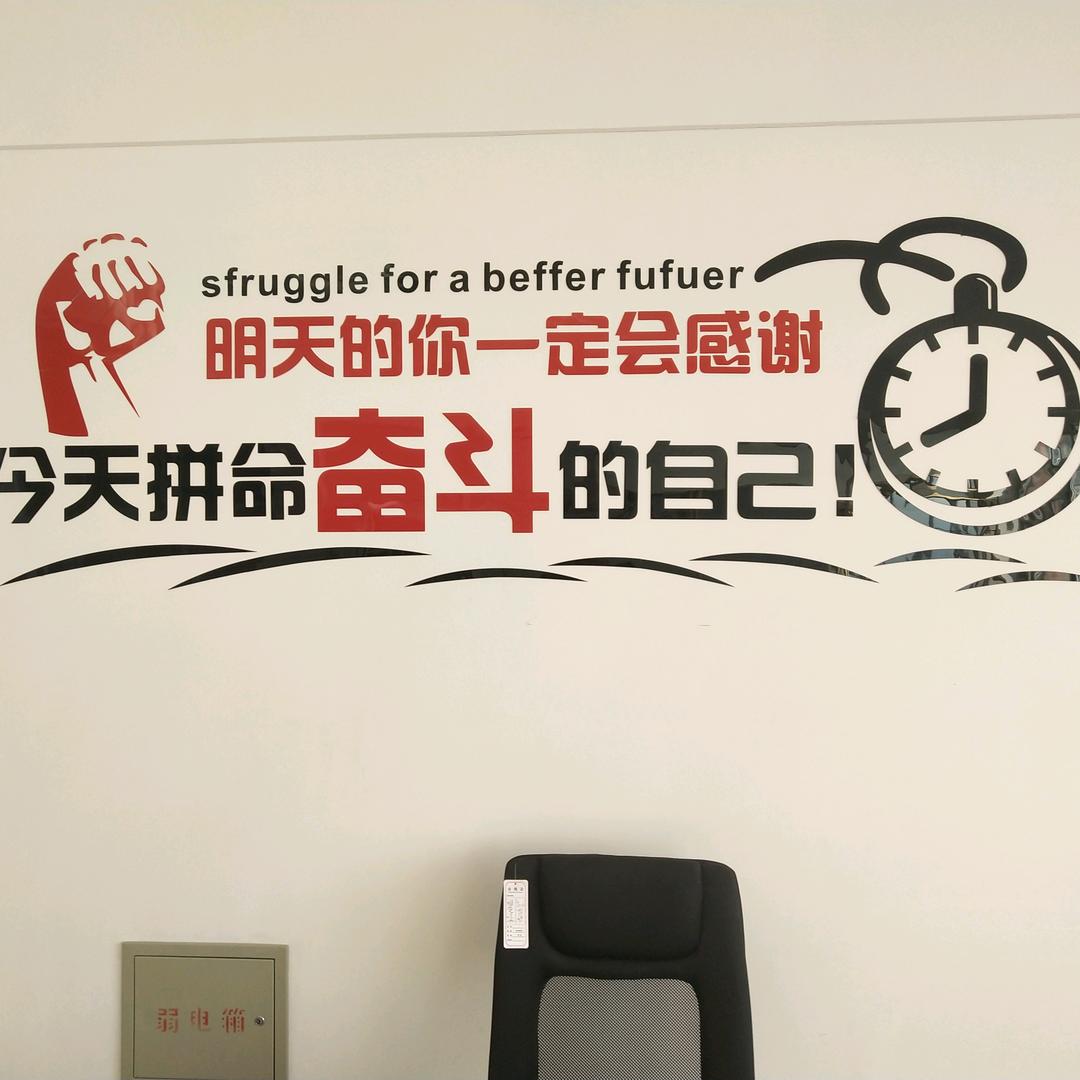 sfruggle for a beffer fufuer
明天的你一定会感谢
今天拼命奋斗的自己!
弱电箱